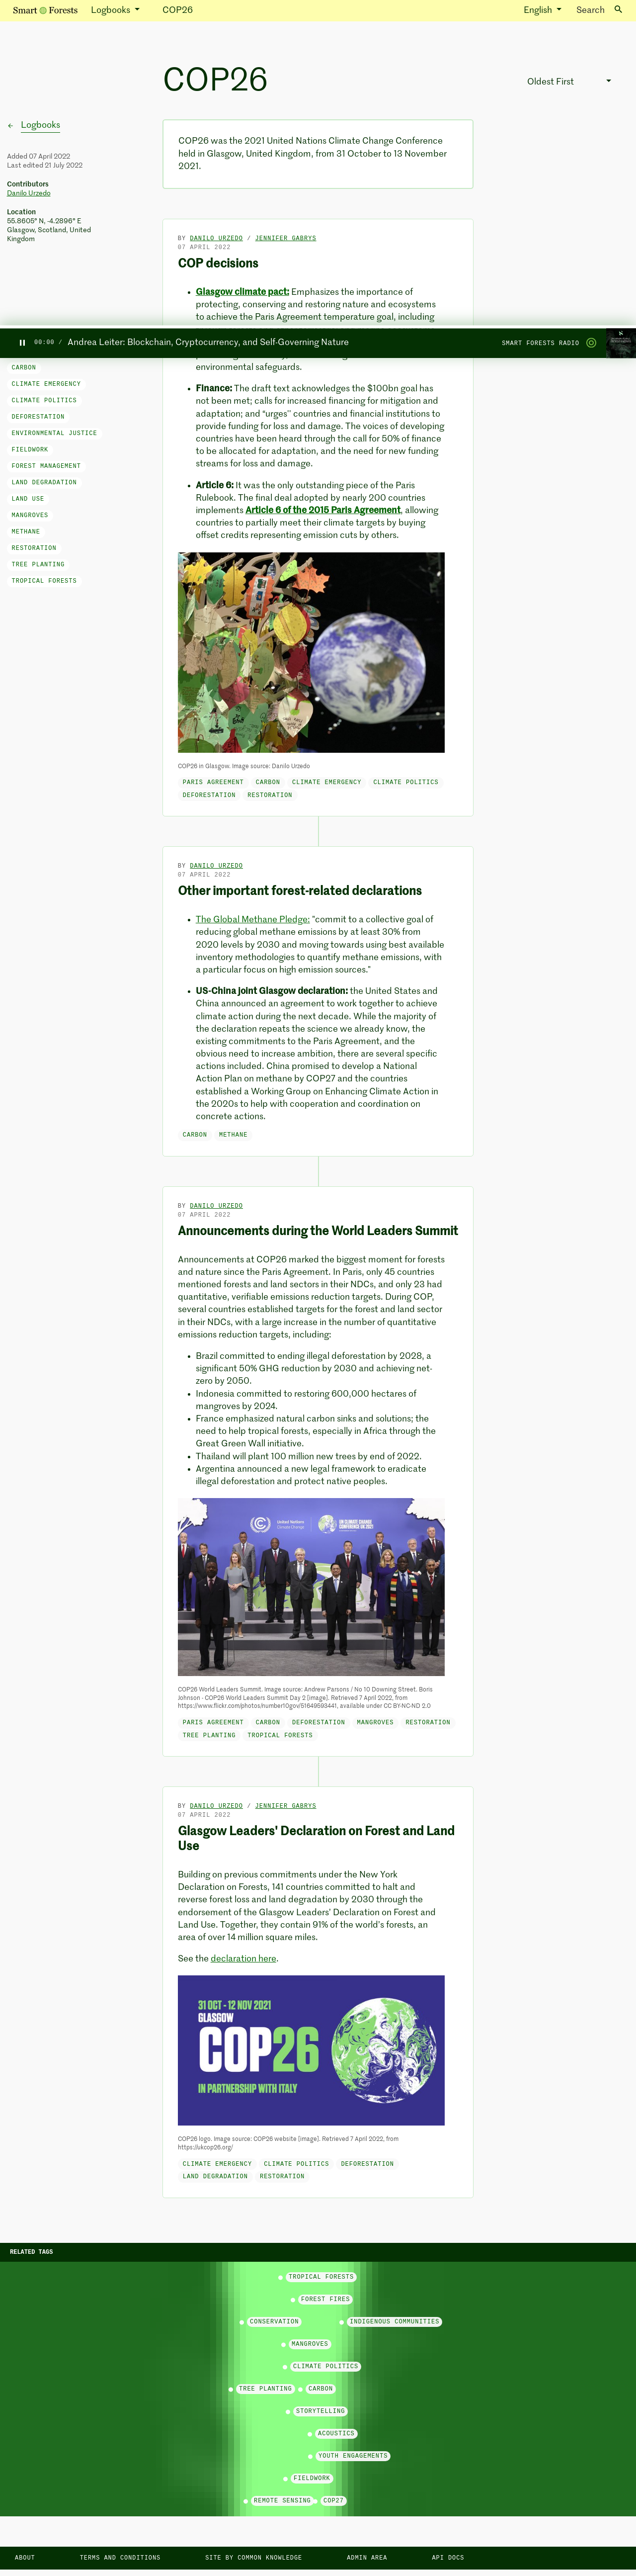 Smart Forests
Logbooks
COP26
English
Search
COP26
Oldest First
Logbooks
Added 07 April 2022
Last edited 21 July 2022
Contributors
Danilo Urzedo
Location
55.8605° N, -4.2896° E
Glasgow, Scotland, United
Kingdom
COP26 was the 2021 United Nations Climate Change Conference
held in Glasgow, United Kingdom, from 31 October to 13 November
2021.
BY DANILO URZEDO / JENNIFER GABRYS
07 APRIL 2022
COP decisions
Glasgow climate pact: Emphasizes the importance of
protecting, conserving and restoring nature and ecosystems
to achieve the Paris Agreement temperature goal, including
00:00 / Andrea Leiter: Blockchain, Cryptocurrency, and Self-Governing Nature
SMART FORESTS RADIO
environmental safeguards.
CARBON
CLIMATE EMERGENCY
CLIMATE POLITICS
DEFORESTATION
ENVIRONMENTAL JUSTICE
FIELDWORK
FOREST MANAGEMENT
LAND DEGRADATION
LAND USE
MANGROVES
METHANE
RESTORATION
TREE PLANTING
TROPICAL FORESTS
Finance: The draft text acknowledges the $100bn goal has
not been met; calls for increased financing for mitigation and
adaptation; and “urges” countries and financial institutions to
provide funding for loss and damage. The voices of developing
countries have been heard through the call for 50% of finance
to be allocated for adaptation, and the need for new funding
streams for loss and damage.
Article 6: It was the only outstanding piece of the Paris
Rulebook. The final deal adopted by nearly 200 countries
implements Article 6 of the 2015 Paris Agreement, allowing
countries to partially meet their climate targets by buying
offset credits representing emission cuts by others.
COP26 in Glasgow. Image source: Danilo Urzedo
PARIS AGREEMENT CARBON CLIMATE EMERGENCY CLIMATE POLITICS
DEFORESTATION RESTORATION
BY DANILO URZEDO
07 APRIL 2022
Other important forest-related declarations
The Global Methane Pledge: "commit to a collective goal of
reducing global methane emissions by at least 30% from
2020 levels by 2030 and moving towards using best available
inventory methodologies to quantify methane emissions, with
a particular focus on high emission sources."
US-China joint Glasgow declaration: the United States and
China announced an agreement to work together to achieve
climate action during the next decade. While the majority of
the declaration repeats the science we already know, the
existing commitments to the Paris Agreement, and the
obvious need to increase ambition, there are several specific
actions included. China promised to develop a National
Action Plan on methane by COP27 and the countries
established a Working Group on Enhancing Climate Action in
the 2020s to help with cooperation and coordination on
concrete actions.
CARBON METHANE
BY DANILO URZEDO
07 APRIL 2022
Announcements during the World Leaders Summit
Announcements at COP26 marked the biggest moment for forests
and nature since the Paris Agreement. In Paris, only 45 countries
mentioned forests and land sectors in their NDCs, and only 23 had
quantitative, verifiable emissions reduction targets. During COP,
several countries established targets for the forest and land sector
in their NDCs, with a large increase in the number of quantitative
emissions reduction targets, including:
Brazil committed to ending illegal deforestation by 2028, a
significant 50% GHG reduction by 2030 and achieving net-
zero by 2050.
Indonesia committed to restoring 600,000 hectares of
mangroves by 2024.
France emphasized natural carbon sinks and solutions; the
need to help tropical forests, especially in Africa through the
Great Green Wall initiative.
Thailand will plant 100 million new trees by end of 2022.
Argentina announced a new legal framework to eradicate
illegal deforestation and protect native peoples.
United Nations
Climate Change
UN CLIMATE CHANGE
CONFERENCE UK 2021
COP26 World Leaders Summit. Image source: Andrew Parsons / No 10 Downing Street. Boris
Johnson - COP26 World Leaders Summit Day 2 [image]. Retrieved 7 April 2022, from
https://www.flickr.com/photos/number10gov/51649593441. available under CC BY-NC-ND 2.0
PARIS AGREEMENT CARBON DEFORESTATION MANGROVES RESTORATION
TREE PLANTING TROPICAL FORESTS
BY DANILO URZEDO / JENNIFER GABRYS
07 APRIL 2022
Glasgow Leaders' Declaration on Forest and Land
Use
Building on previous commitments under the New York
Declaration on Forests, 141 countries committed to halt and
reverse forest loss and land degradation by 2030 through the
endorsement of the Glasgow Leaders' Declaration on Forest and
Land Use. Together, they contain 91% of the world's forests, an
area of over 14 million square miles.
See the declaration here.
31 OCT - 12 NOV 2021
GLASGOW
COP26
IN PARTNERSHIP WITH ITALY
COP26 logo. Image source: COP26 website [image]. Retrieved 7 April 2022, from
https://ukcop26.org/
CLIMATE EMERGENCY CLIMATE POLITICS DEFORESTATION
LAND DEGRADATION RESTORATION
RELATED TAGS
TROPICAL FORESTS
FOREST FIRES
CONSERVATION
INDIGENOUS COMMUNITIES
MANGROVES
CLIMATE POLITICS
TREE PLANTING
CARBON
STORYTELLING
ACOUSTICS
YOUTH ENGAGEMENTS
FIELDWORK
REMOTE SENSING
COP27
ABOUT
TERMS AND CONDITIONS
SITE BY COMMON KNOWLEDGE
ADMIN AREA
API DOCS